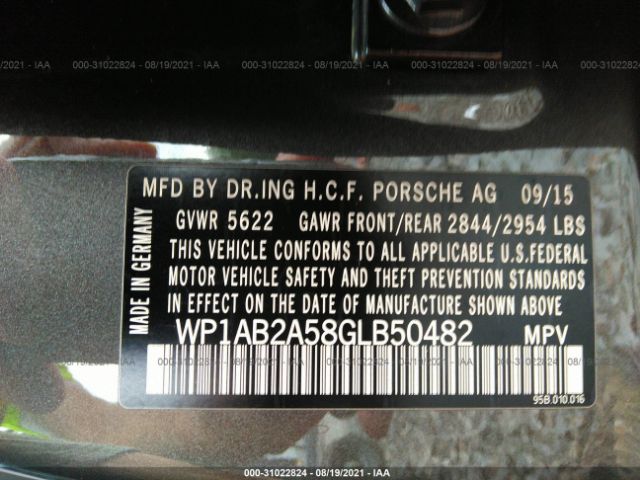 000-31022824 - 08/19/2021 - IAA
MFD BY DR.ING H.C.F. PORSCHE AG 09/15
GVWR 5622 GAWR FRONT/REAR 2844/2954 LBS
THIS VEHICLE CONFORMS TO ALL APPLICABLE U.S.FEDERAL
MOTOR VEHICLE SAFETY AND THEFT PREVENTION STANDARDS
IN EFFECT ON THE DATE OF MANUFACTURE SHOWN ABOVE.
MADE IN GERMANY
WP1AB2A58GLB50482 MPV
95B.010.016
000-31022824 - 08/19/2021 - IAA